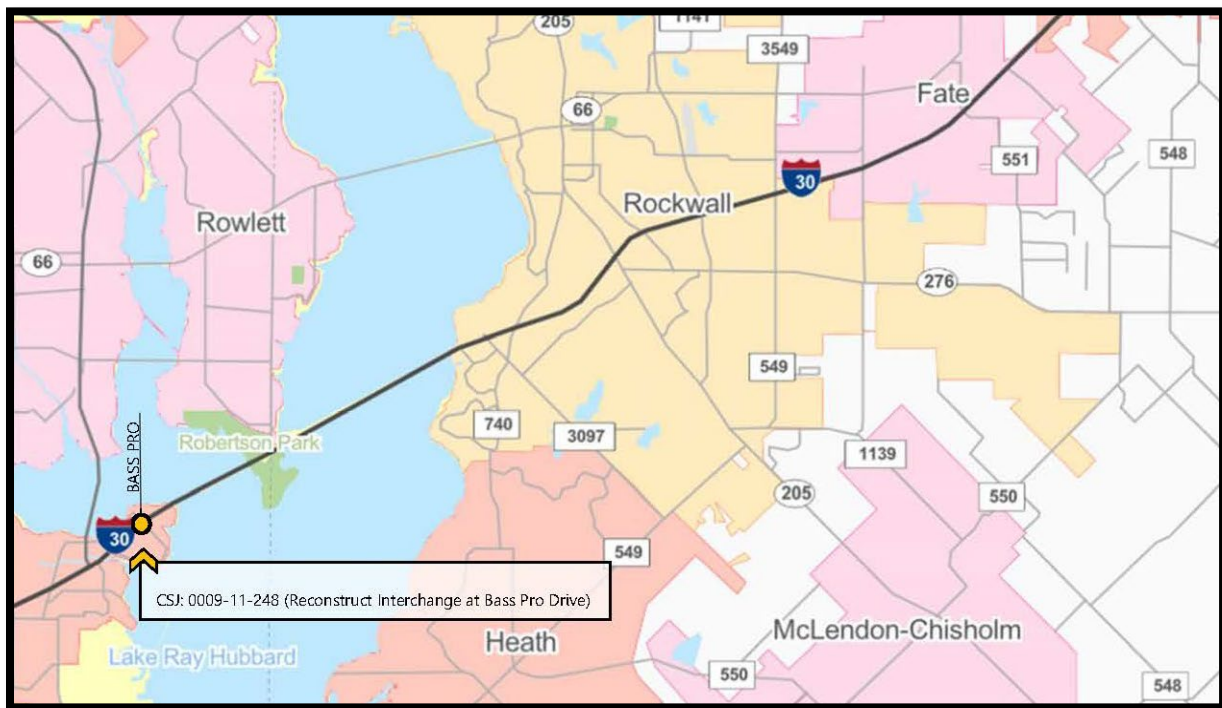 205
1141
3549
Fate
66
551
548
30
Rockwall
Rowlett
66
276
549
740
3097
Robertson Park
BASS PRO
1139
205
550
30
549
CSJ: 0009-11-248 (Reconstruct Interchange at Bass Pro Drive)
Heath
McLendon-Chisholm
Lake Ray Hubbard
550
548